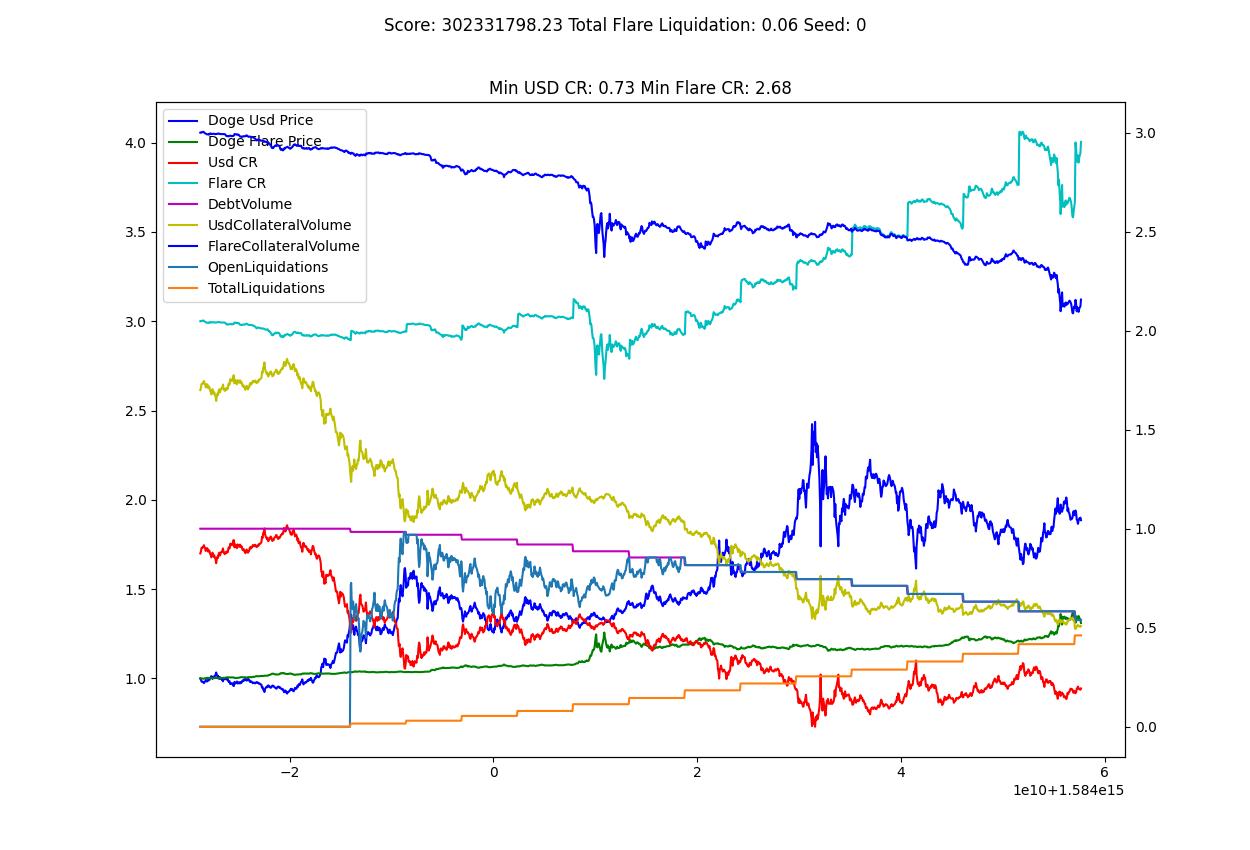 Score: 302331798.23 Total Flare Liquidation: 0.06 Seed: 0
Min USD CR: 0.73 Min Flare CR: 2.68
Doge Usd Price
Doge Flare Price
Usd CR
Flare CR
DebtVolume
UsdCollateralVolume
FlareCollateralVolume
OpenLiquidations
TotalLiquidations
4.0
3.5
3.0
2.5
2.0
1.5
1.0
3.0
2.5
2.0
1.5
1.0
0.5
0.0
−2
0
2
4
6
1e10+1.584e15